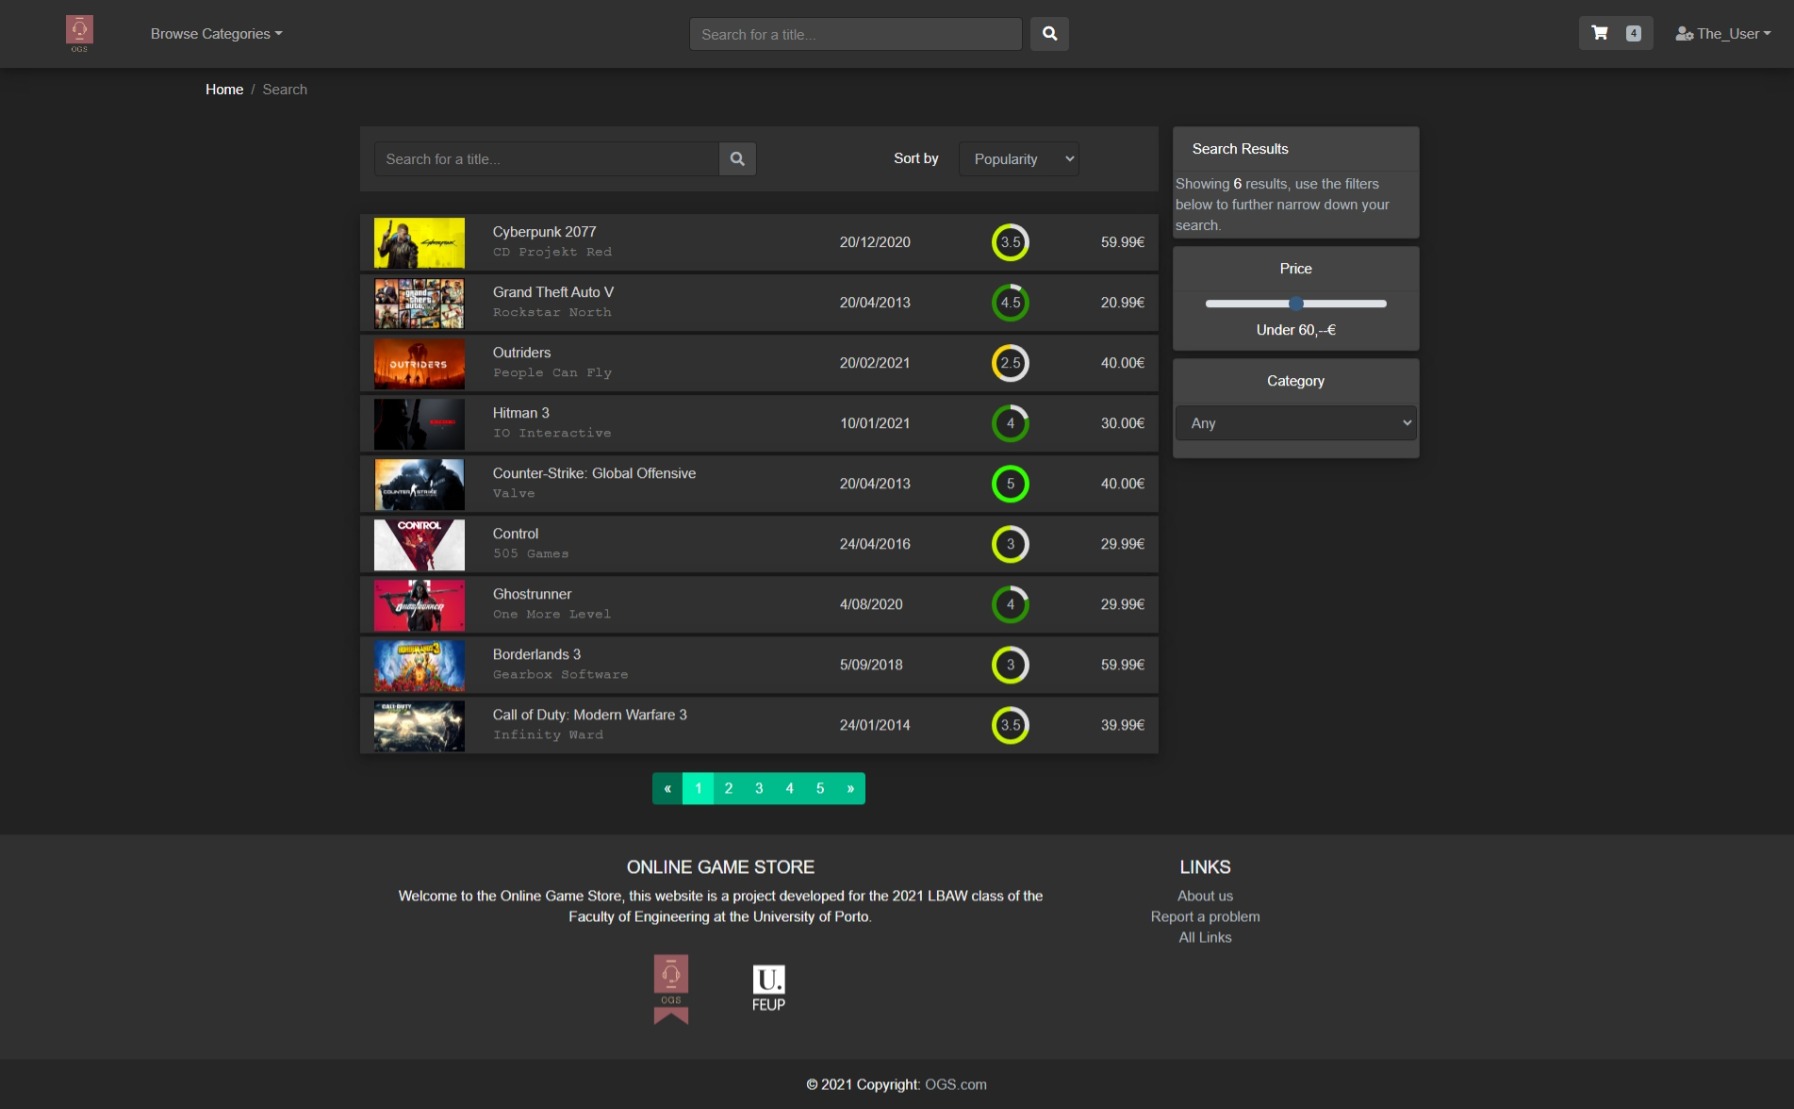 OGS
Browse Categories
Search for a title...
4
The_User
Home / Search
Search for a title...
Sort by
Popularity
Cyberpunk 2077
CD Projekt Red
20/12/2020
3.5
59.99€
grand theft auto V
Grand Theft Auto V
Rockstar North
20/04/2013
4.5
20.99€
OUTRIDERS
Outriders
People Can Fly
20/02/2021
2.5
40.00€
Hitman 3
IO Interactive
10/01/2021
4
30.00€
COUNTER STRIKE
Counter-Strike: Global Offensive
Valve
20/04/2013
5
40.00€
CONTROL
Control
505 Games
24/04/2016
3
29.99€
Ghostrunner
One More Level
4/08/2020
4
29.99€
Borderlands 3
Gearbox Software
5/09/2018
3
59.99€
CALL OF DUTY
Call of Duty: Modern Warfare 3
Infinity Ward
24/01/2014
3.5
39.99€
« 1 2 3 4 5 »
Search Results
Showing 6 results, use the filters
below to further narrow down your
search.
Price
Under 60,--€
Category
Any
ONLINE GAME STORE
Welcome to the Online Game Store, this website is a project developed for the 2021 LBAW class of the
Faculty of Engineering at the University of Porto.
OGS
U.
FEUP
LINKS
About us
Report a problem
All Links
© 2021 Copyright: OGS.com